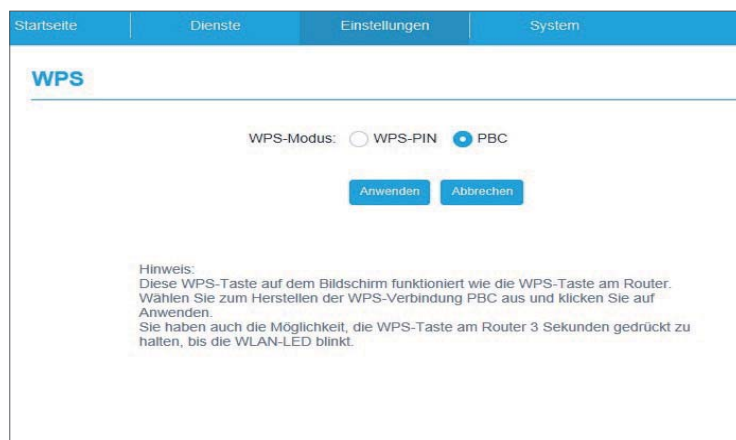 Startseite Dienste Einstellungen System
WPS
WPS-Modus: WPS-PIN PBC
Anwenden Abbrechen
Hinweis:
Diese WPS-Taste auf dem Bildschirm funktioniert wie die WPS-Taste am Router.
Wählen Sie zum Herstellen der WPS-Verbindung PBC aus und klicken Sie auf
Anwenden.
Sie haben auch die Möglichkeit, die WPS-Taste am Router 3 Sekunden gedrückt zu
halten, bis die WLAN-LED blinkt.